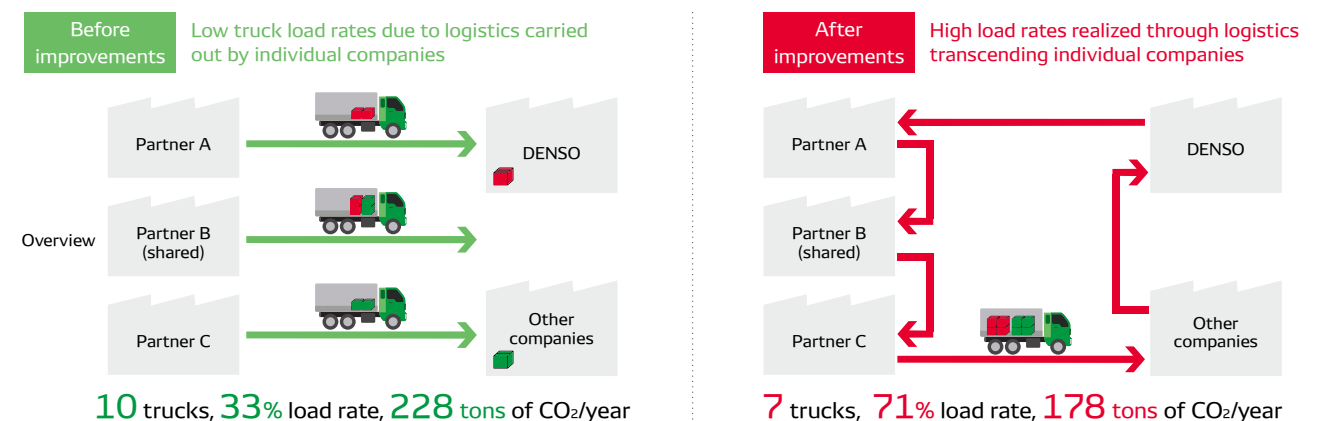 Before
improvements
Low truck load rates due to logistics carried
out by individual companies
Partner A
DENSO
Overview
Partner B
(shared)
Partner C
Other
companies
10 trucks, 33% load rate, 228 tons of CO₂/year
After
improvements
High load rates realized through logistics
transcending individual companies
Partner A
DENSO
Partner B
(shared)
Partner C
Other
companies
7 trucks, 71% load rate, 178 tons of CO₂/year